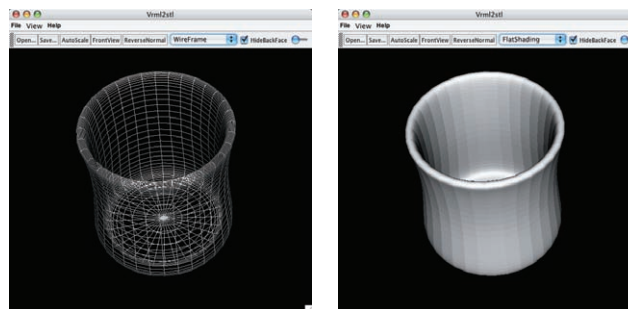 Vrml2stl
File View Help
Open... Save... AutoScale FrontView ReverseNormal WireFrame HideBackFace
Vrml2stl
File View Help
Open... Save... AutoScale FrontView ReverseNormal FlatShading HideBackFace